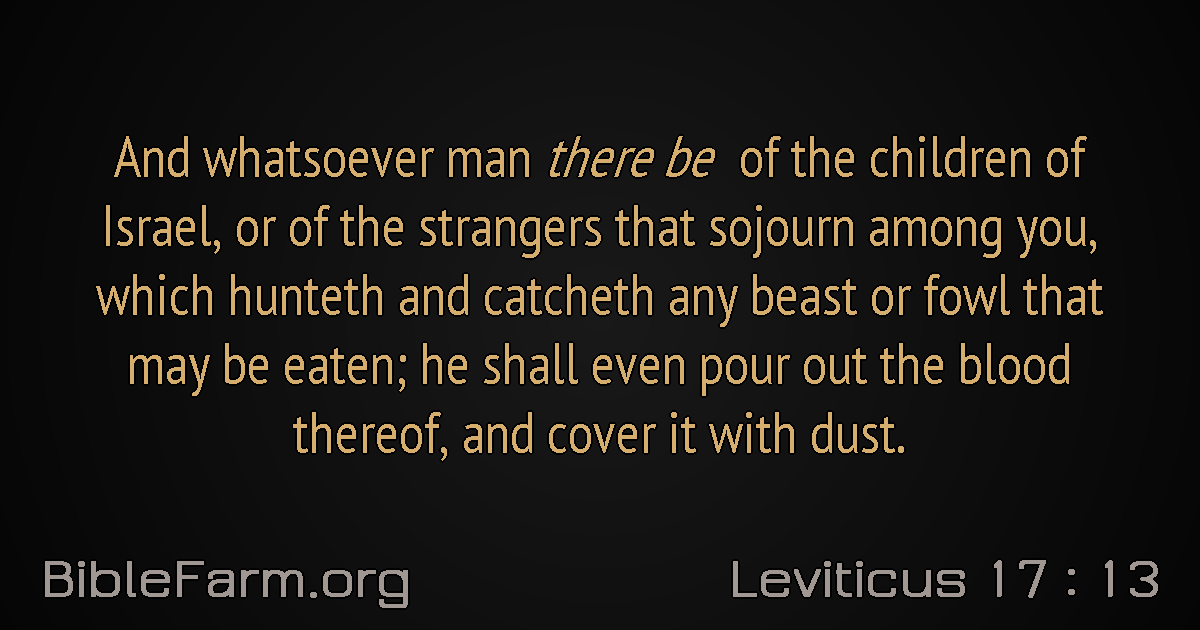 And whatsoever man there be of the children of
Israel, or of the strangers that sojourn among you,
which hunteth and catcheth any beast or fowl that
may be eaten; he shall even pour out the blood
thereof, and cover it with dust.
BibleFarm.org
Leviticus 17 : 13